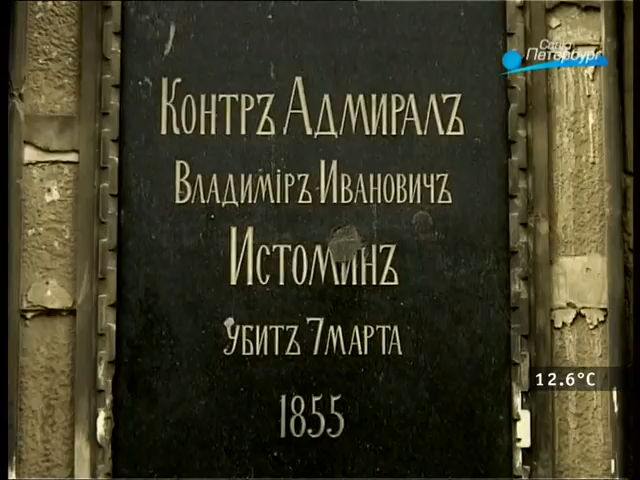 Санкт
Петербург
Контръ Адмиралъ
Владиміръ Ивановичъ
Истоминъ
убитъ 7 марта
1855
12.6°C